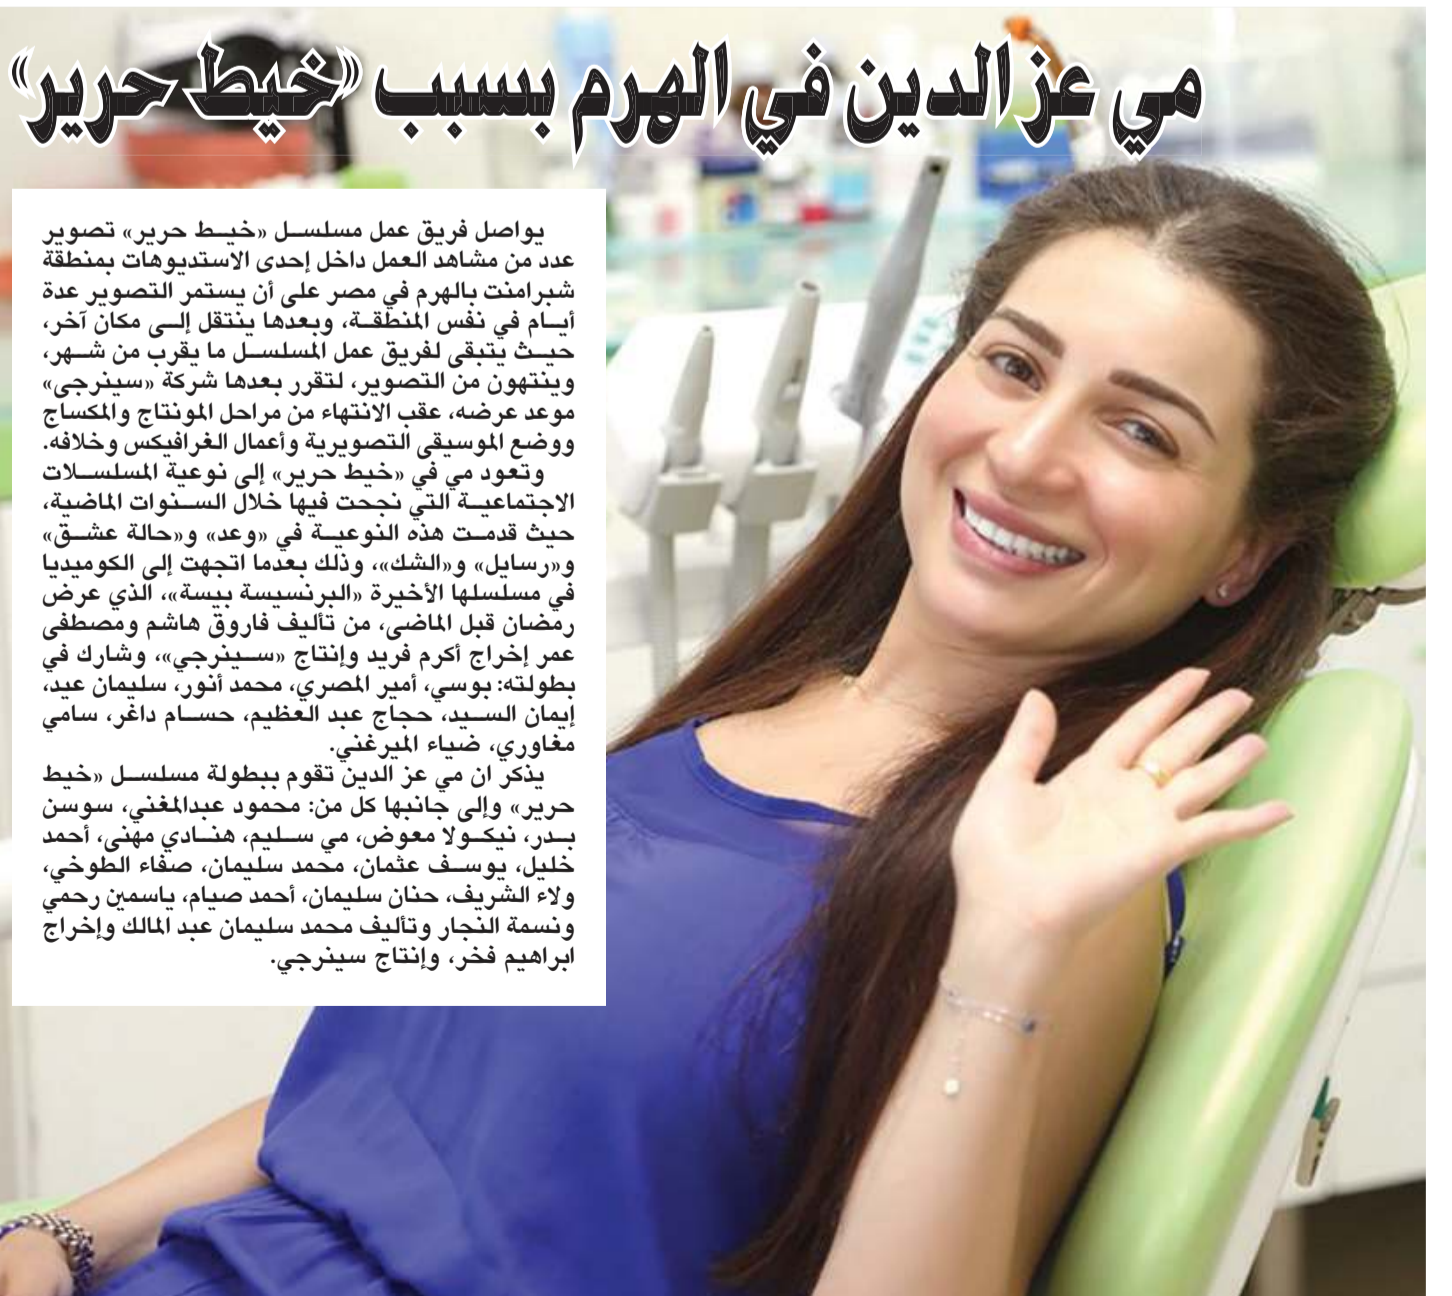 مي عز الدين في الهرم بسبب «خيط حرير»
يواصل فريق عمل مسلسل «خيط حرير» تصوير
عدد من مشاهد العمل داخل إحدى الاستديوهات بمنطقة
شبرامنت بالهرم في مصر على أن يستمر التصوير عدة
أيام في نفس المنطقة، وبعدها ينتقل إلى مكان آخر،
حيث يتبقى لفريق عمل المسلسل ما يقرب من شهر،
وينتهون من التصوير، لتقرر بعدها شركة «سينرجى»
موعد عرضه، عقب الانتهاء من مراحل المونتاج والمكساج
ووضع الموسيقى التصويرية وأعمال الغرافيكس وخلافه.
وتعود مي في «خيط حرير» إلى نوعية المسلسلات
الاجتماعية التي نجحت فيها خلال السنوات الماضية،
حيث قدمت هذه النوعية في «وعد» و«حالة عشق»
و«رسايل» و«الشك»، وذلك بعدما اتجهت إلى الكوميديا
في مسلسلها الأخيرة «البرنسيسة بيسة»، الذي عرض
رمضان قبل الماضى، من تأليف فاروق هاشم ومصطفى
عمر إخراج أكرم فريد وإنتاج «سينرجي»، وشارك في
بطولته: بوسي، أمير المصري، محمد أنور، سليمان عيد،
إيمان السيد، حجاج عبد العظيم، حسام داغر، سامي
مغاوري، ضياء الميرغني.
يذكر ان مي عز الدين تقوم ببطولة مسلسل «خيط
حرير» وإلى جانبها كل من: محمود عبدالمغني، سوسن
بدر، نيكولا معوض، مي سليم، هنادي مهنى، أحمد
خليل، يوسف عثمان، محمد سليمان، صفاء الطوخي،
ولاء الشريف، حنان سليمان، أحمد صيام، ياسمين رحمي
ونسمة النجار وتأليف محمد سليمان عبد المالك وإخراج
ابراهيم فخر، وإنتاج سينرجي.